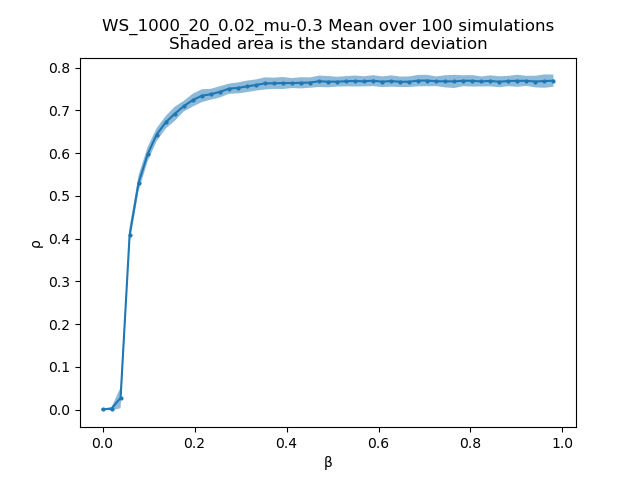 WS_1000_20_0.02_mu-0.3 Mean over 100 simulations
Shaded area is the standard deviation
0.8
0.7
0.6
0.5
0.4
0.3
0.2
0.1
0.0
ρ
0.0 0.2 0.4 0.6 0.8 1.0
β